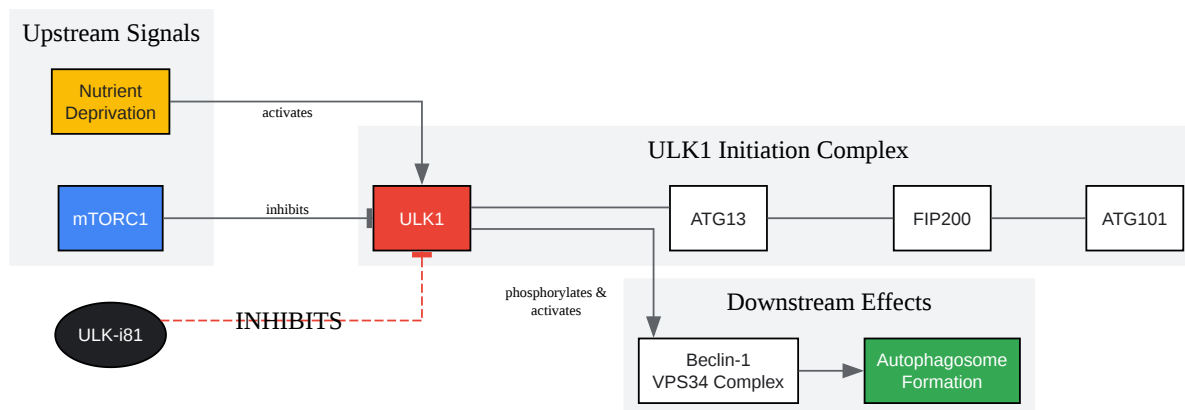 Upstream Signals
Nutrient
Deprivation
activates
ULK1 Initiation Complex
mTORC1
inhibits
ULK1
ATG13
FIP200
ATG101
phosphorylates &
activates
Downstream Effects
ULK-i81
INHIBITS
Beclin-1
VPS34 Complex
Autophagosome
Formation